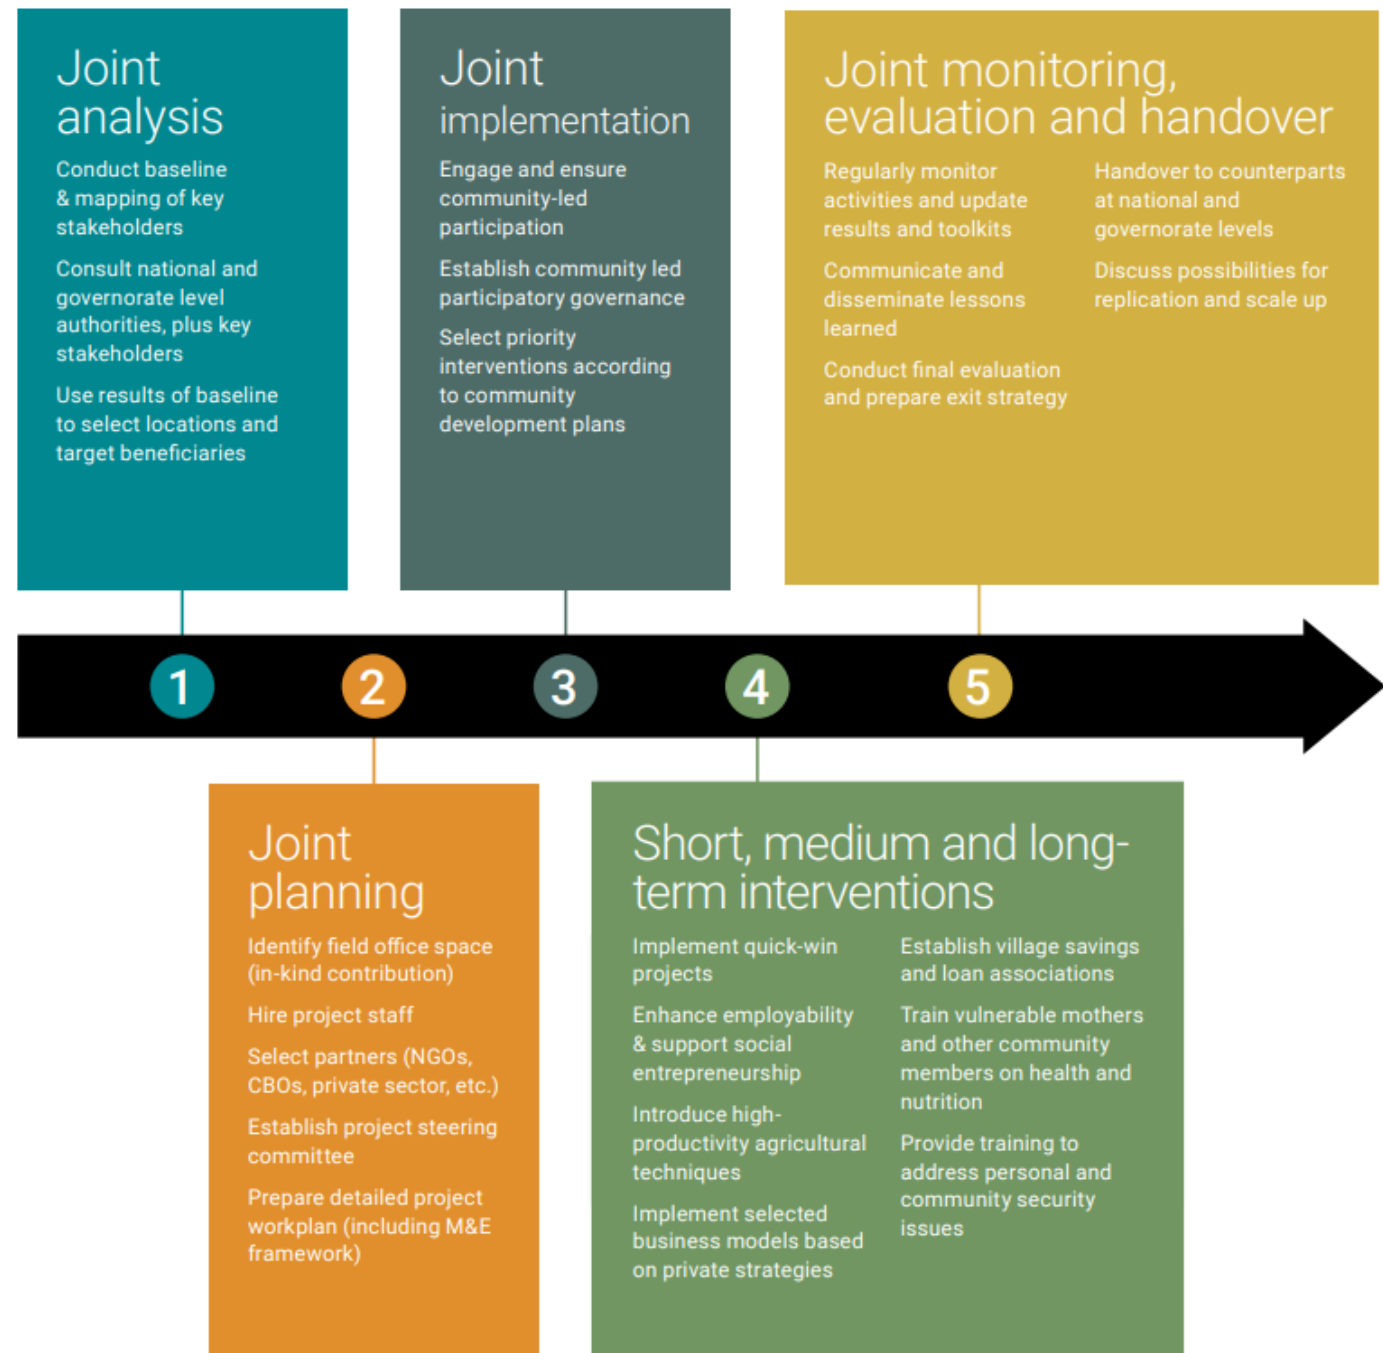 Joint
analysis
Conduct baseline
& mapping of key
stakeholders
Consult national and
governorate level
authorities, plus key
stakeholders
Use results of baseline
to select locations and
target beneficiaries
Joint
implementation
Engage and ensure
community-led
participation
Establish community led
participatory governance
Select priority
interventions according
to community
development plans
Joint monitoring,
evaluation and handover
Regularly monitor
activities and update
results and toolkits
Communicate and
disseminate lessons
learned
Conduct final evaluation
and prepare exit strategy
Handover to counterparts
at national and
governorate levels
Discuss possibilities for
replication and scale up
1
2
3
4
5
Joint
planning
Identify field office space
(in-kind contribution)
Hire project staff
Select partners (NGOs,
CBOs, private sector, etc.)
Establish project steering
committee
Prepare detailed project
workplan (including M&E
framework)
Short, medium and long-
term interventions
Implement quick-win
projects
Enhance employability
& support social
entrepreneurship
Introduce high-
productivity agricultural
techniques
Implement selected
business models based
on private strategies
Establish village savings
and loan associations
Train vulnerable mothers
and other community
members on health and
nutrition
Provide training to
address personal and
community security
issues